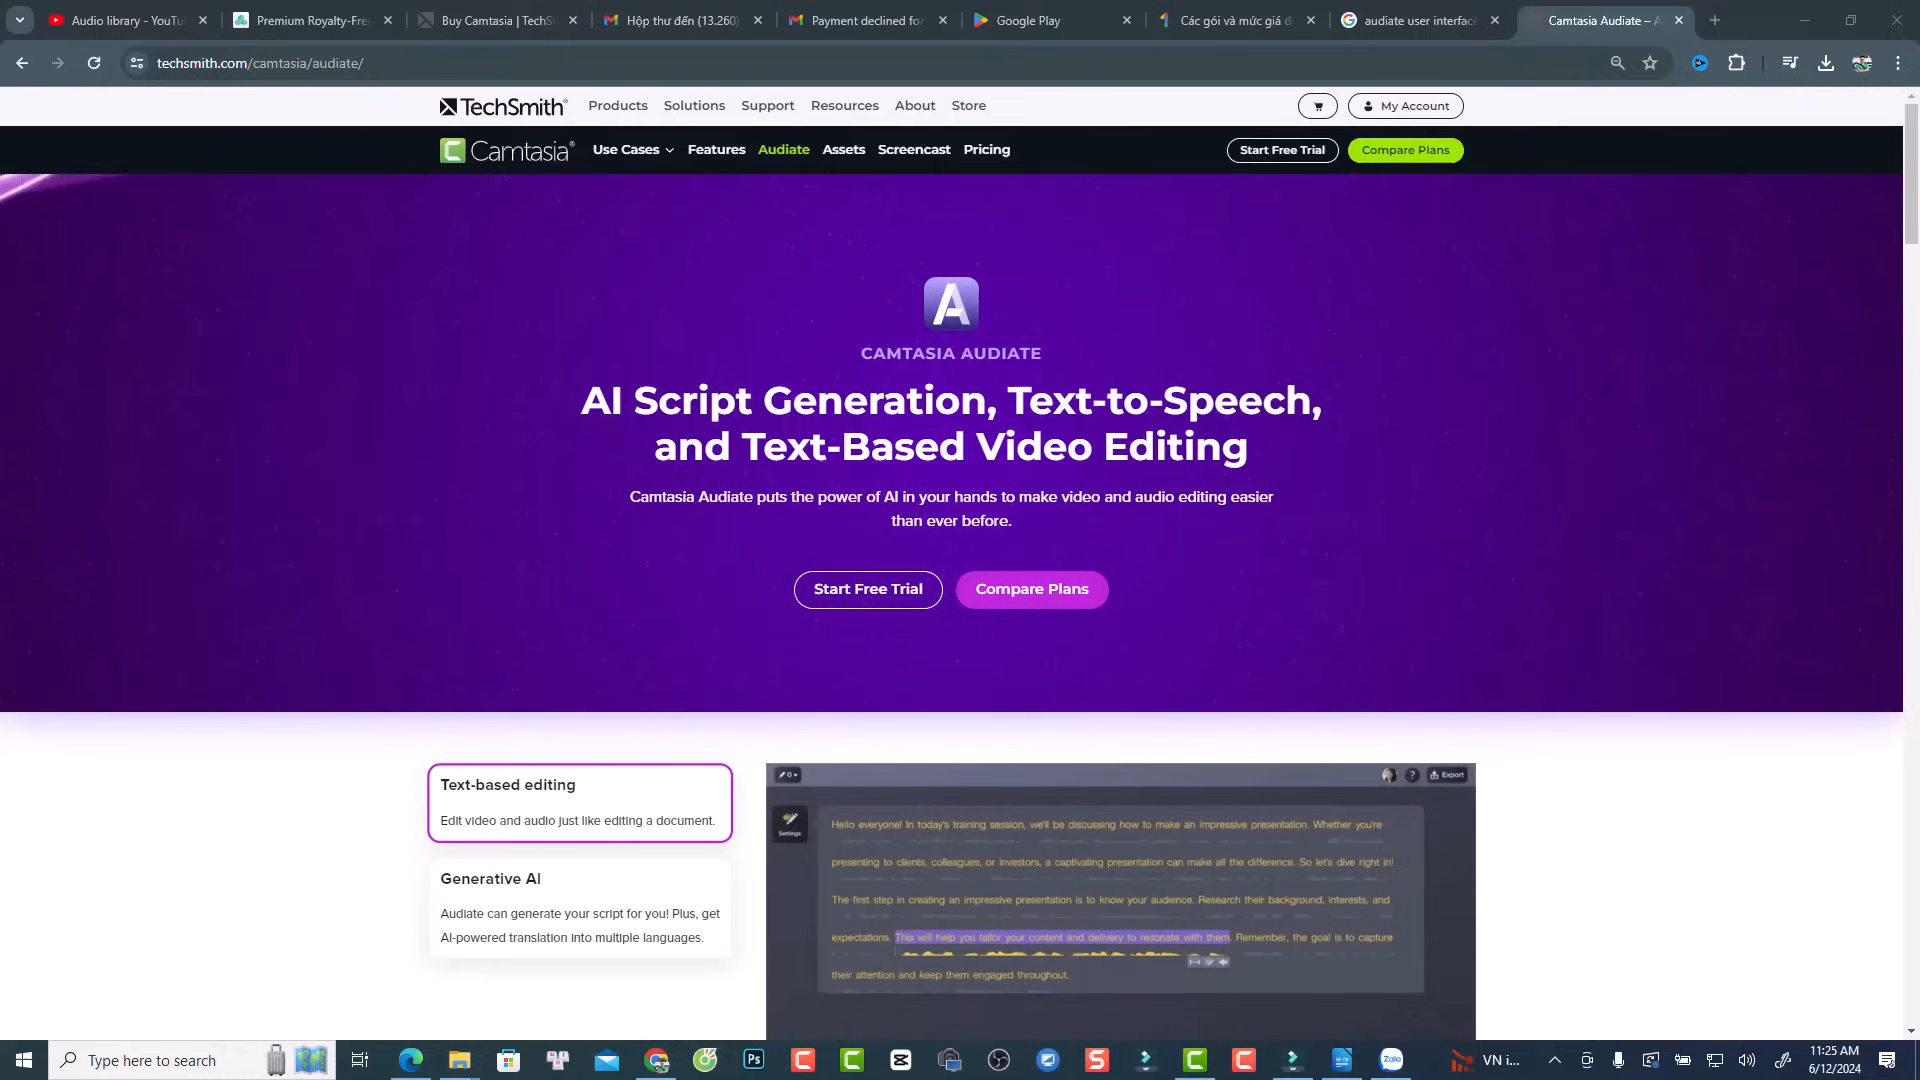 Audio library - YouTu
Premium Royalty-Fre
Buy Camtasia | TechS
Hộp thư đến (13.260)
Payment declined for
Google Play
Các gói và mức giá d
audiate user interface
Camtasia Audiate – A
techsmith.com/camtasia/audiate/
TechSmith®
Products
Solutions
Support
Resources
About
Store
My Account
Camtasia®
Use Cases
Features
Audiate
Assets
Screencast
Pricing
Start Free Trial
Compare Plans
A
CAMTASIA AUDIATE
AI Script Generation, Text-to-Speech,
and Text-Based Video Editing
Camtasia Audiate puts the power of AI in your hands to make video and audio editing easier
than ever before.
Start Free Trial
Compare Plans
Text-based editing
Edit video and audio just like editing a document.
Generative AI
Audiate can generate your script for you! Plus, get
AI-powered translation into multiple languages.
0
?
Export
Settings
Hello everyone! In today's training session, we'll be discussing how to make an impressive presentation. Whether you're
presenting to clients, colleagues, or investors, a captivating presentation can make all the difference. So let's dive right in!
The first step in creating an impressive presentation is to know your audience. Research their background, interests, and
expectations. This will help you tailor your content and delivery to resonate with them. Remember, the goal is to capture
their attention and keep them engaged throughout.
Type here to search
Ps
Zalo
VN i...
11:25 AM
6/12/2024